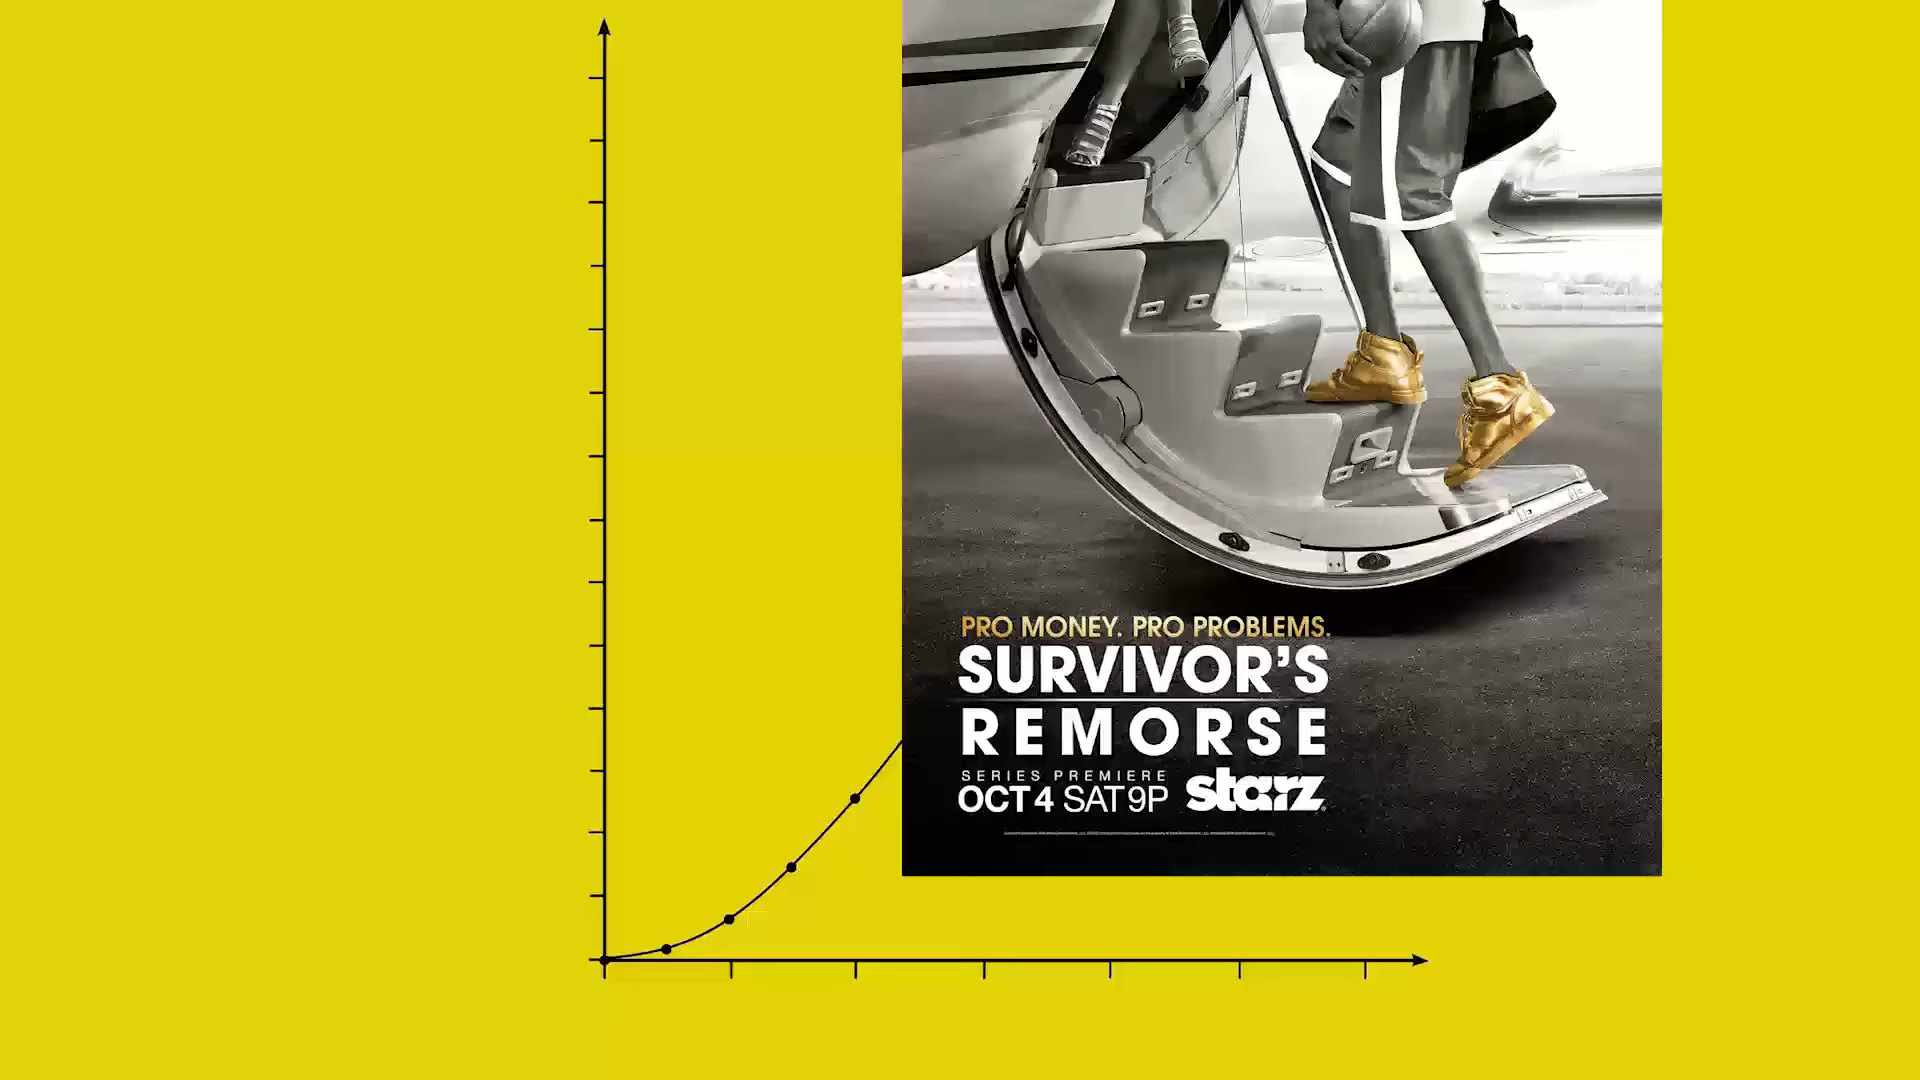 PRO MONEY. PRO PROBLEMS.
SURVIVOR'S
REMORSE
SERIES PREMIERE
OCT 4 SAT 9P starz